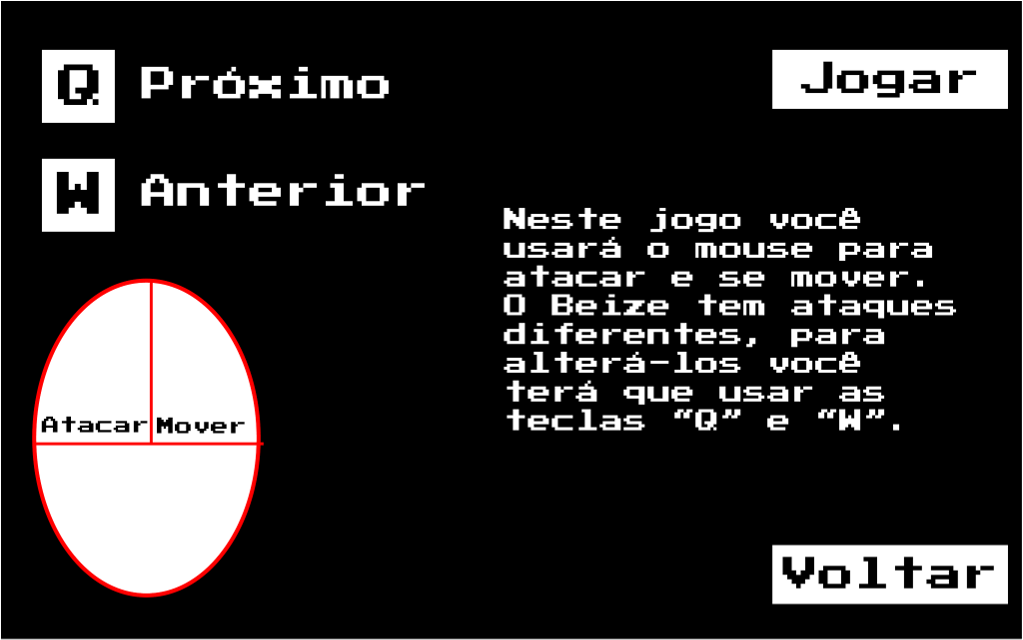 Q Próximo
Jogar
W Anterior
Neste jogo você
usará o mouse para
atacar e se mover.
O Beize tem ataques
diferentes, para
alterá-los você
terá que usar as
teclas “Q” e “W”.
Atacar Mover
Voltar